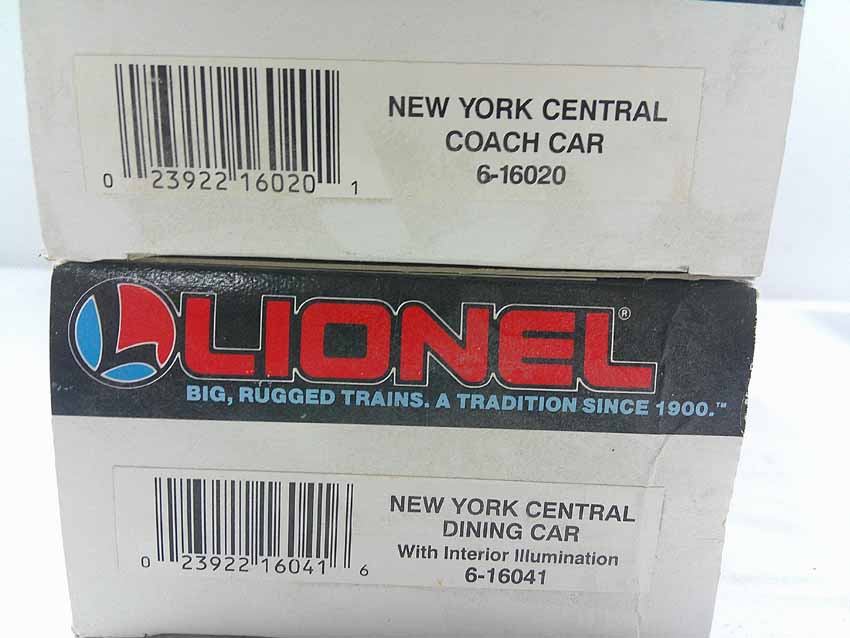 NEW YORK CENTRAL
COACH CAR
6-16020
0 23922 16020 1
LIONEL®
BIG, RUGGED TRAINS. A TRADITION SINCE 1900.™
NEW YORK CENTRAL
DINING CAR
With Interior Illumination
6-16041
0 23922 16041 6